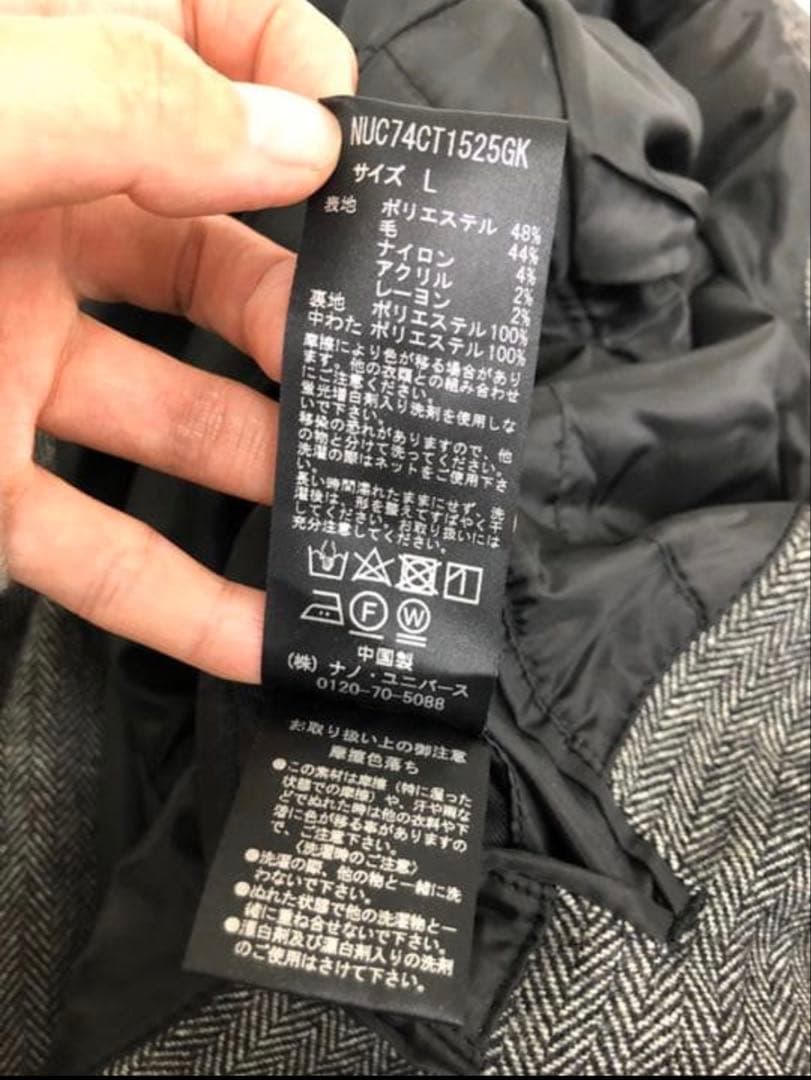 NUC74CT1525GK
サイズ L
表地 ポリエステル 48%
毛 44%
ナイロン 4%
アクリル 2%
レーヨン 2%
裏地 ポリエステル 100%
中わた ポリエステル 100%
摩擦により色が移る場合があり
ます。他の衣類との組み合わせ
にご注意ください。
蛍光増白剤入り洗剤を使用しな
いで下さい。
移染の恐れがありますので、他
の物と分けて洗ってください。
洗濯の際はネットをご使用下さ
い。
長い時間濡れたままにせず、洗
濯後は、形を整えてすばやく干
してください。お取り扱いには
充分注意してください。
F W
中国製
(株) ナノ・ユニバース
0120-70-5088
お取り扱い上の御注意
摩擦色落ち
●この素材は摩擦(特に湿った
状態での摩擦)や、汗や雨な
どでぬれた時は他の衣料や下
着に色が移る事がありますの
で、ご注意下さい。
〈洗濯時のご注意〉
●洗濯の際、他の物と一緒に洗
わないで下さい。
●ぬれた状態で他の洗濯物と一
緒に重ね合せないで下さい。
●漂白剤及び漂白剤入りの洗剤
のご使用はさけて下さい。